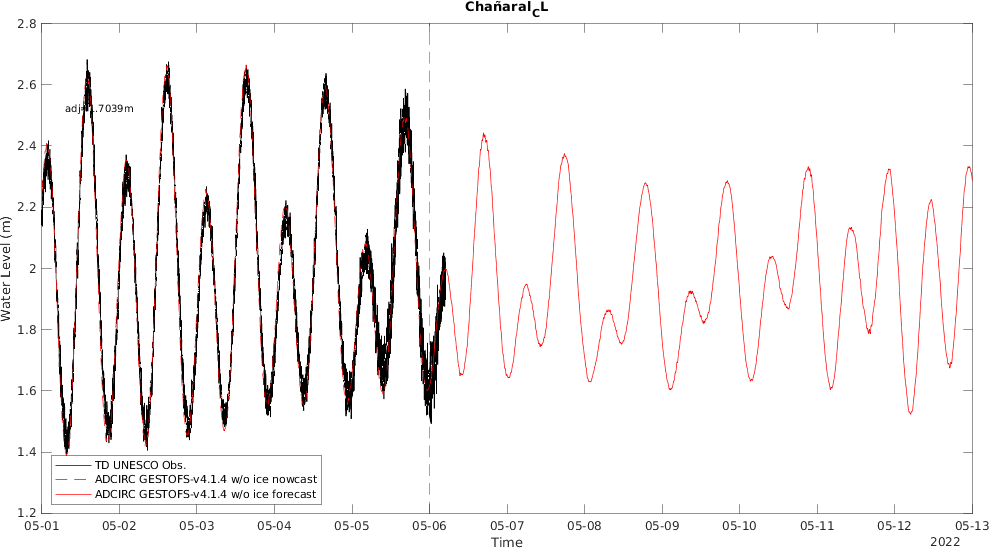 Chañaral_CL
2.8
2.6
2.4
2.2
2
1.8
1.6
1.4
1.2
Water Level (m)
TD UNESCO Obs.
ADCIRC GESTOFS-v4.1.4 w/o ice nowcast
ADCIRC GESTOFS-v4.1.4 w/o ice forecast
05-01 05-02 05-03 05-04 05-05 05-06 05-07 05-08 05-09 05-10 05-11 05-12 05-13
Time
2022